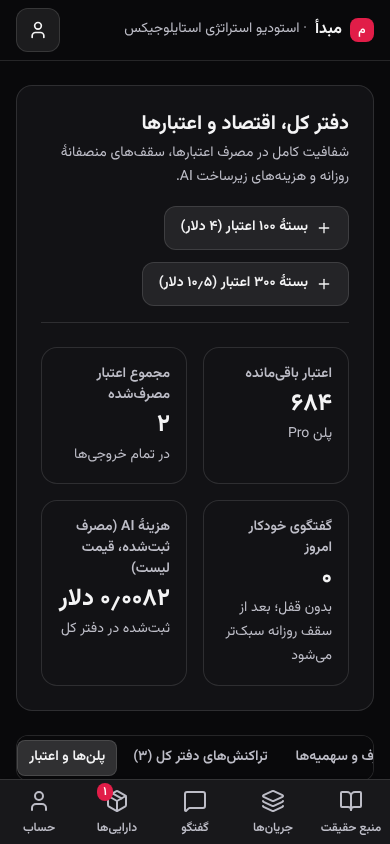 م مبدأ · استودیو استراتژی استایلوجیکس
دفتر کل، اقتصاد و اعتبارها
شفافیت کامل در مصرف اعتبارها، سقف‌های منصفانهٔ
روزانه و هزینه‌های زیرساخت AI.
+ بستهٔ ۱۰۰ اعتبار (۴ دلار)
+ بستهٔ ۳۰۰ اعتبار (۱۰٫۵ دلار)
اعتبار باقی‌مانده
۶۸۴
پلن Pro
مجموع اعتبار
مصرف‌شده
۲
در تمام خروجی‌ها
گفتگوی خودکار
امروز
۰
بدون قفل؛ بعد از
سقف روزانه سبک‌تر
می‌شود
هزینهٔ AI (مصرف
ثبت‌شده، قیمت
لیست)
۰٫۰۰۸۲ دلار
ثبت‌شده در دفتر کل
ف و سهمیه‌ها
تراکنش‌های دفتر کل (۳)
پلن‌ها و اعتبار
منبع حقیقت
جریان‌ها
گفتگو
۱
دارایی‌ها
حساب